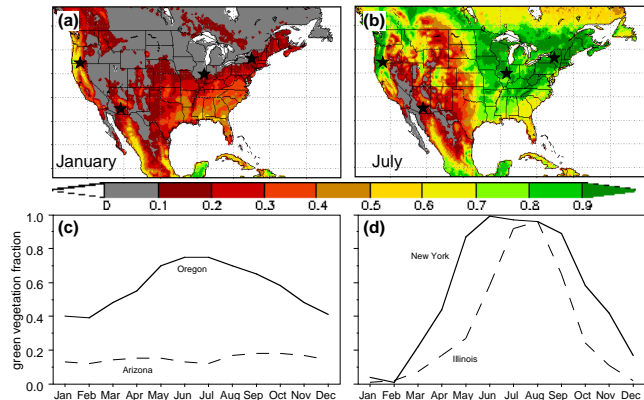 (a)
January
(b)
July
0 0.1 0.2 0.3 0.4 0.5 0.6 0.7 0.8 0.9
green vegetation fraction
1.0
0.8
0.6
0.4
0.2
0.0
(c)
Oregon
Arizona
Jan Feb Mar Apr May Jun Jul Aug Sep Oct Nov Dec
(d)
New York
Illinois
Jan Feb Mar Apr May Jun Jul Aug Sep Oct Nov Dec